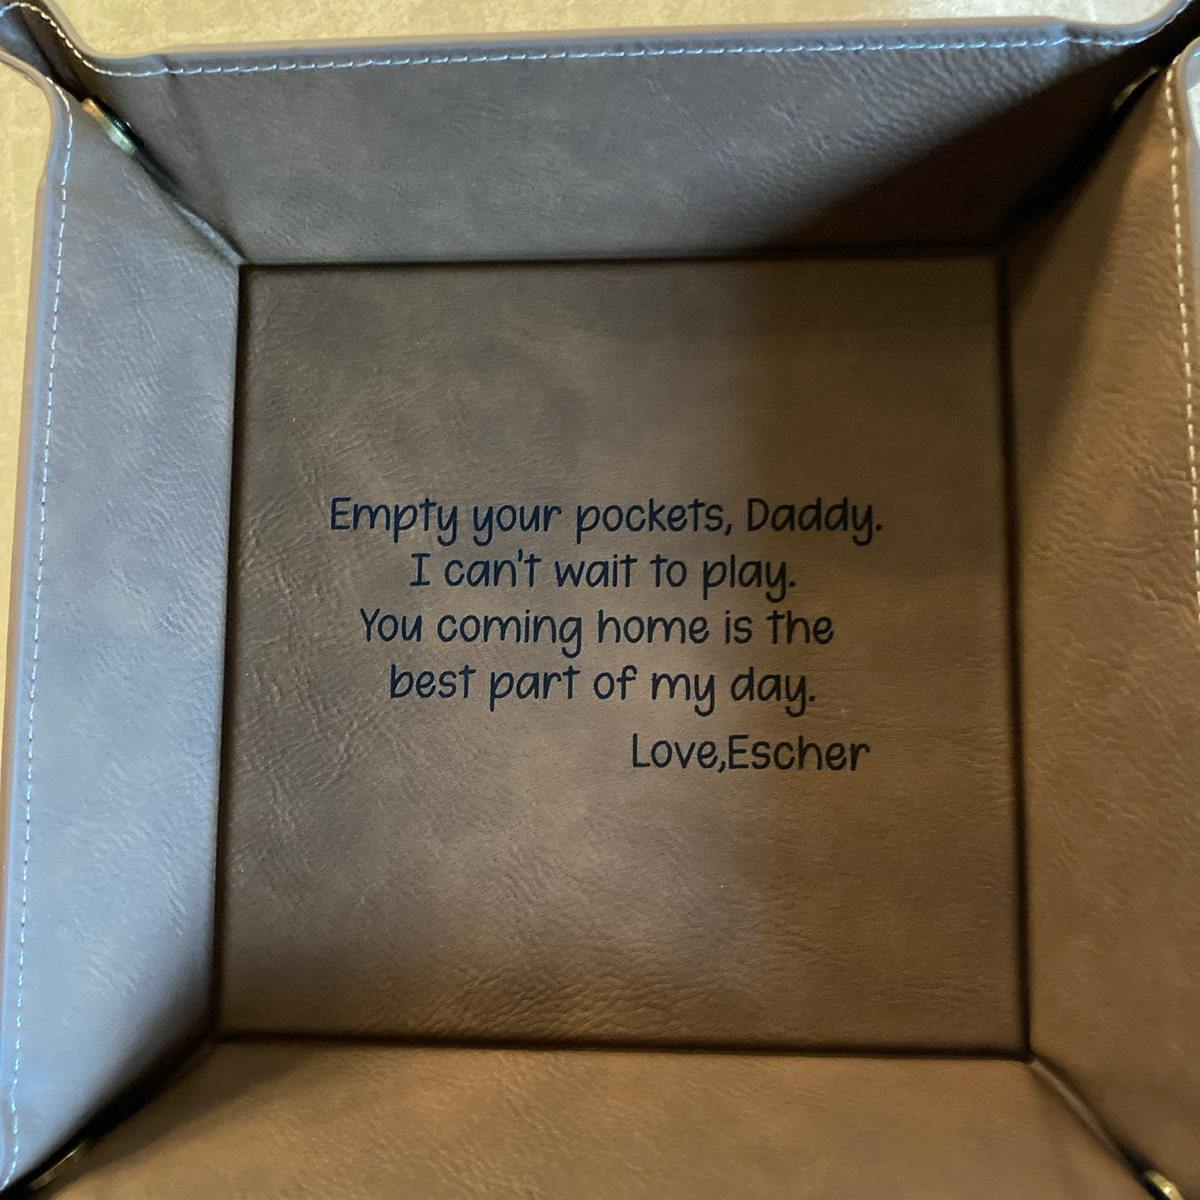 Empty your pockets, Daddy.
I can't wait to play.
You coming home is the
best part of my day.
Love,Escher